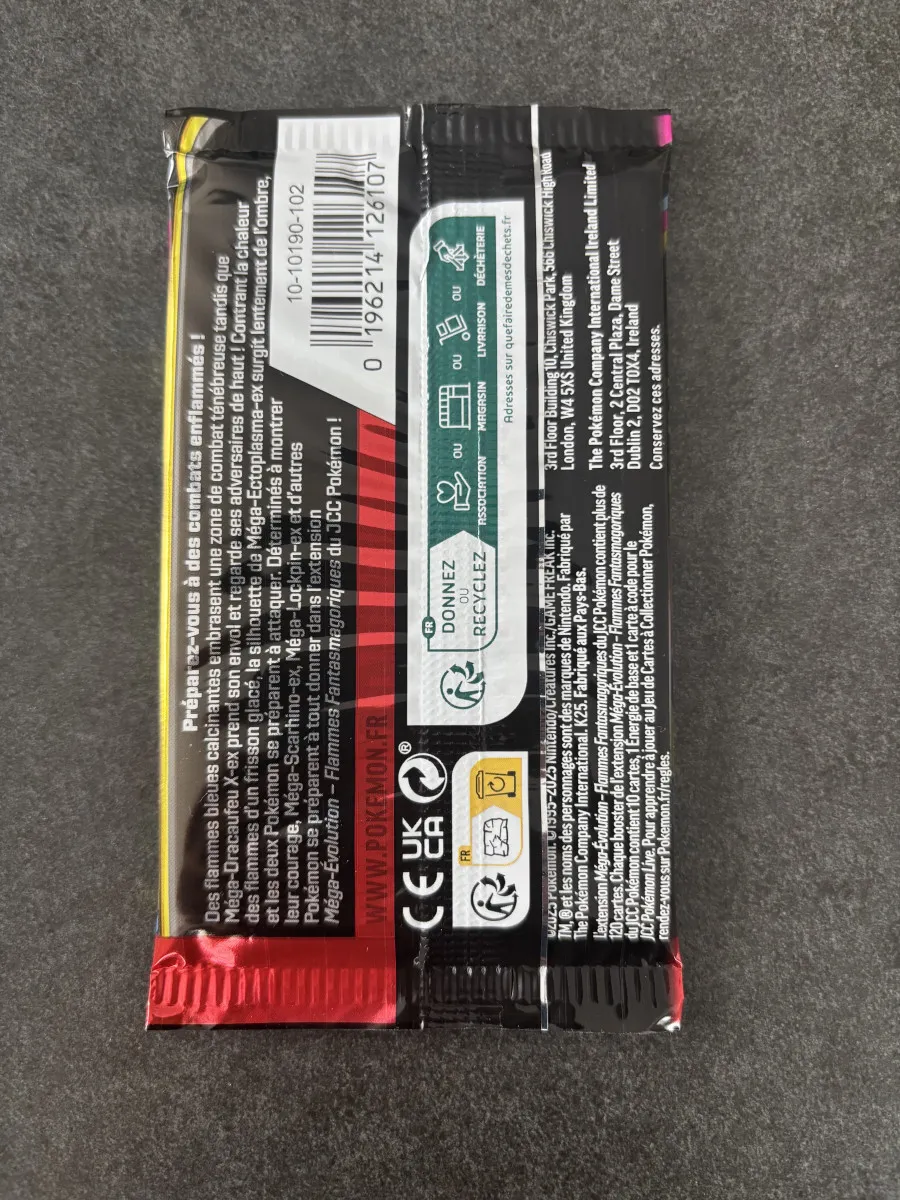 Préparez-vous à des combats enflammés !
Des flammes bleues calcinantes embrasent une zone de combat ténébreuse tandis que
Méga-Dracaufeu X-ex prend son envol et regarde ses adversaires de haut ! Contrant la chaleur
des flammes d'un frisson glacé, la silhouette de Méga-Ectoplasma-ex surgit lentement de l'ombre,
et les deux Pokémon se préparent à attaquer. Déterminés à montrer
leur courage, Méga-Scarhino-ex, Méga-Lockpin-ex et d'autres
Pokémon se préparent à tout donner dans l'extension
Méga-Évolution – Flammes Fantasmagoriques du JCC Pokémon !
10-10190-102
0 196214 126107
WWW.POKEMON.FR
CE UK CA ®
FR
FR
DONNEZ
OU
RECYCLEZ
ASSOCIATION OU MAGASIN OU LIVRAISON OU DÉCHÈTERIE
Adresses sur quefairedemesdechets.fr
©2025 Pokémon. ©1995-2025 Nintendo/Creatures Inc./GAME FREAK inc.
TM, ® et les noms des personnages sont des marques de Nintendo. Fabriqué par
The Pokémon Company International. K25. Fabriqué aux Pays-Bas.
L'extension Méga-Évolution – Flammes Fantasmagoriques du JCC Pokémon contient plus de
120 cartes. Chaque booster de l'extension Méga-Évolution – Flammes Fantasmagoriques
du JCC Pokémon contient 10 cartes, 1 Énergie de base et 1 carte à code pour le
JCC Pokémon Live. Pour apprendre à jouer au Jeu de Cartes à Collectionner Pokémon,
rendez-vous sur Pokemon.fr/regles.
3rd Floor Building 10, Chiswick Park, 566 Chiswick High Road
London, W4 5XS United Kingdom
The Pokémon Company International Ireland Limited
3rd Floor, 2 Central Plaza, Dame Street
Dublin 2, D02 T0X4, Ireland
Conservez ces adresses.